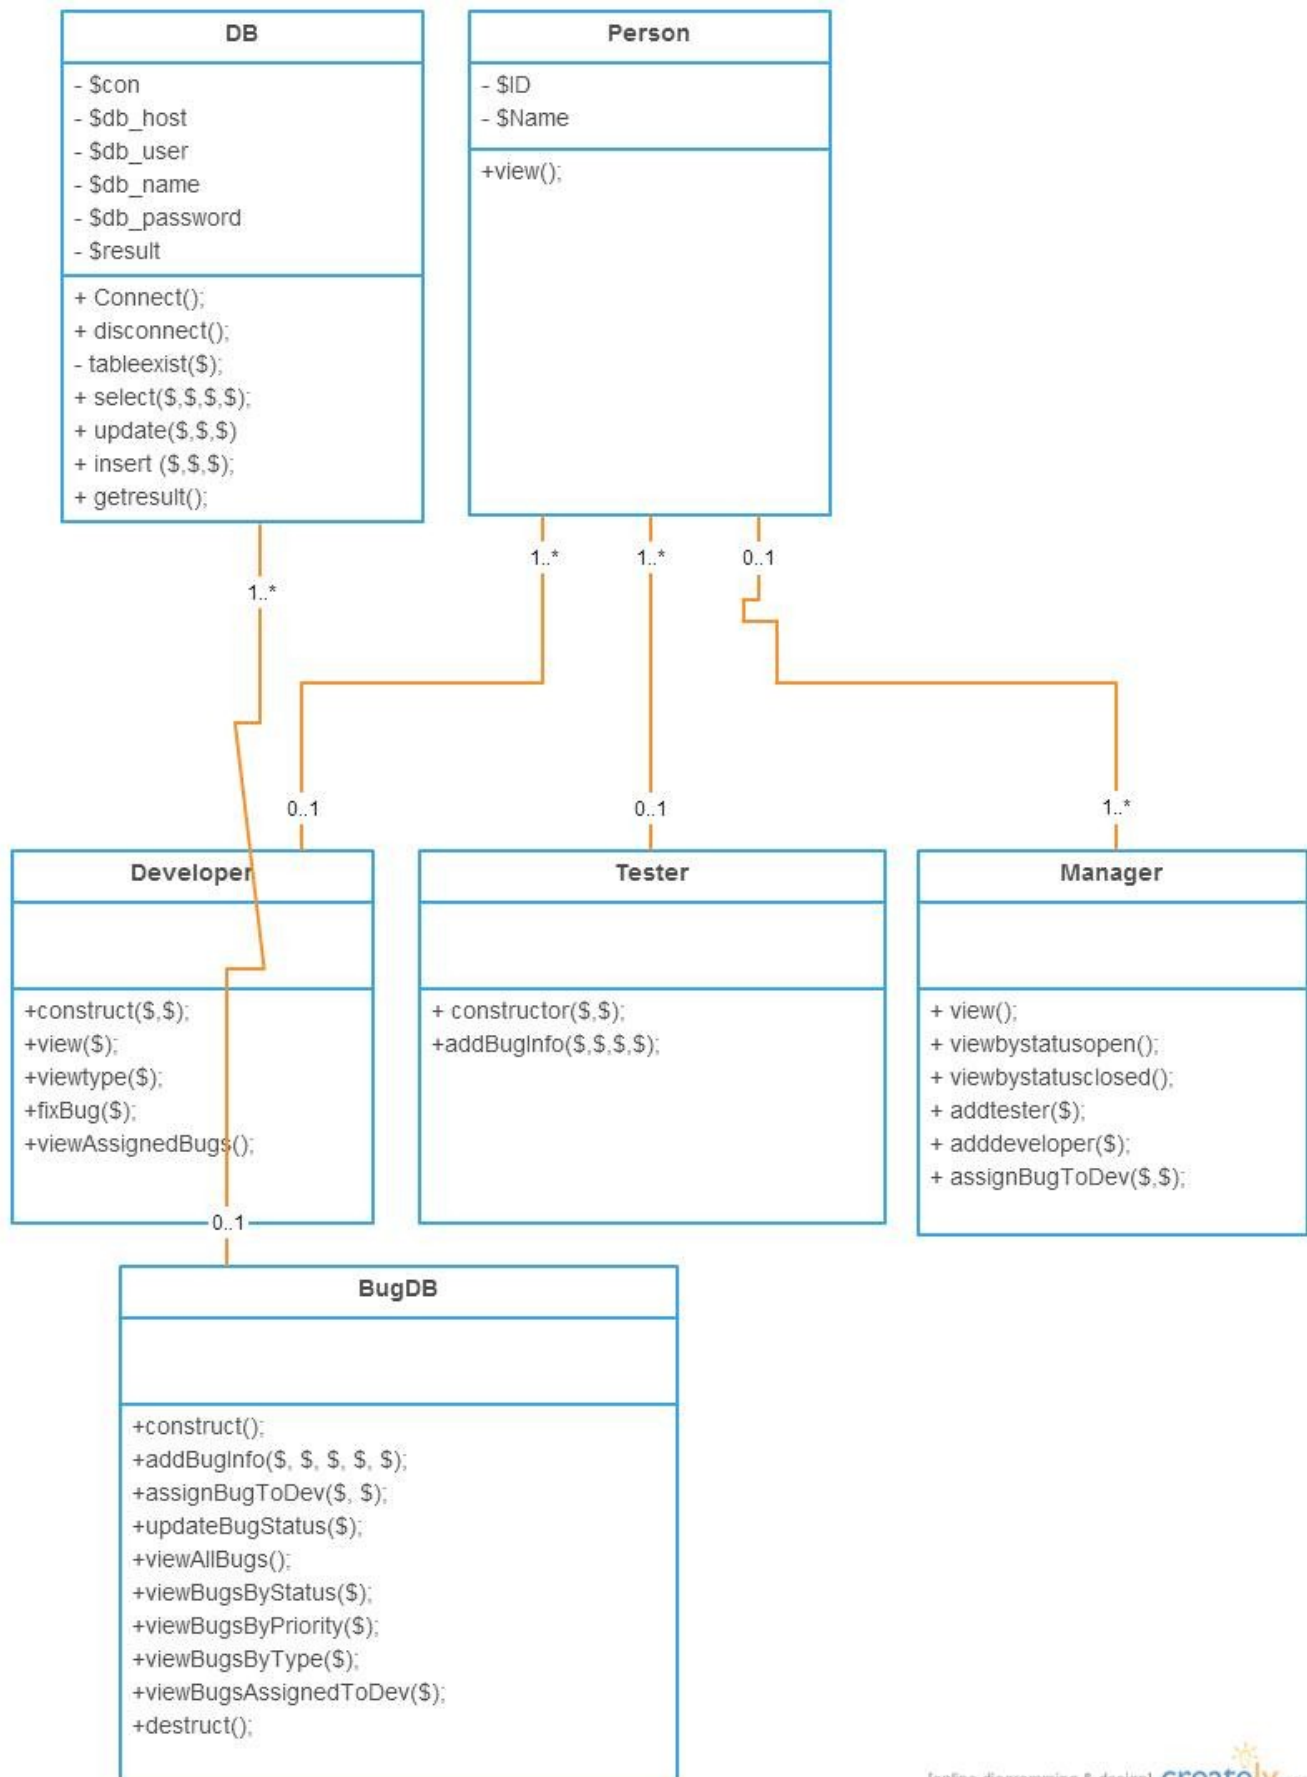 DB
- $con
- $db_host
- $db_user
- $db_name
- $db_password
- $result
+ Connect();
+ disconnect();
- tableexist($);
+ select($,$,$,$);
+ update($,$,$)
+ insert ($,$,$);
+ getresult();
Person
- $ID
- $Name
+view();
1..*
1..*
1..*
0..1
0..1
0..1
1..*
Developer
+construct($,$);
+view($);
+viewtype($);
+fixBug($);
+viewAssignedBugs();
Tester
+ constructor($,$);
+addBugInfo($,$,$,$);
Manager
+ view();
+ viewbystatusopen();
+ viewbystatusclosed();
+ addtester($);
+ adddeveloper($);
+ assignBugToDev($,$);
0..1
BugDB
+construct();
+addBugInfo($, $, $, $, $);
+assignBugToDev($, $);
+updateBugStatus($);
+viewAllBugs();
+viewBugsByStatus($);
+viewBugsByPriority($);
+viewBugsByType($);
+viewBugsAssignedToDev($);
+destruct();
creately